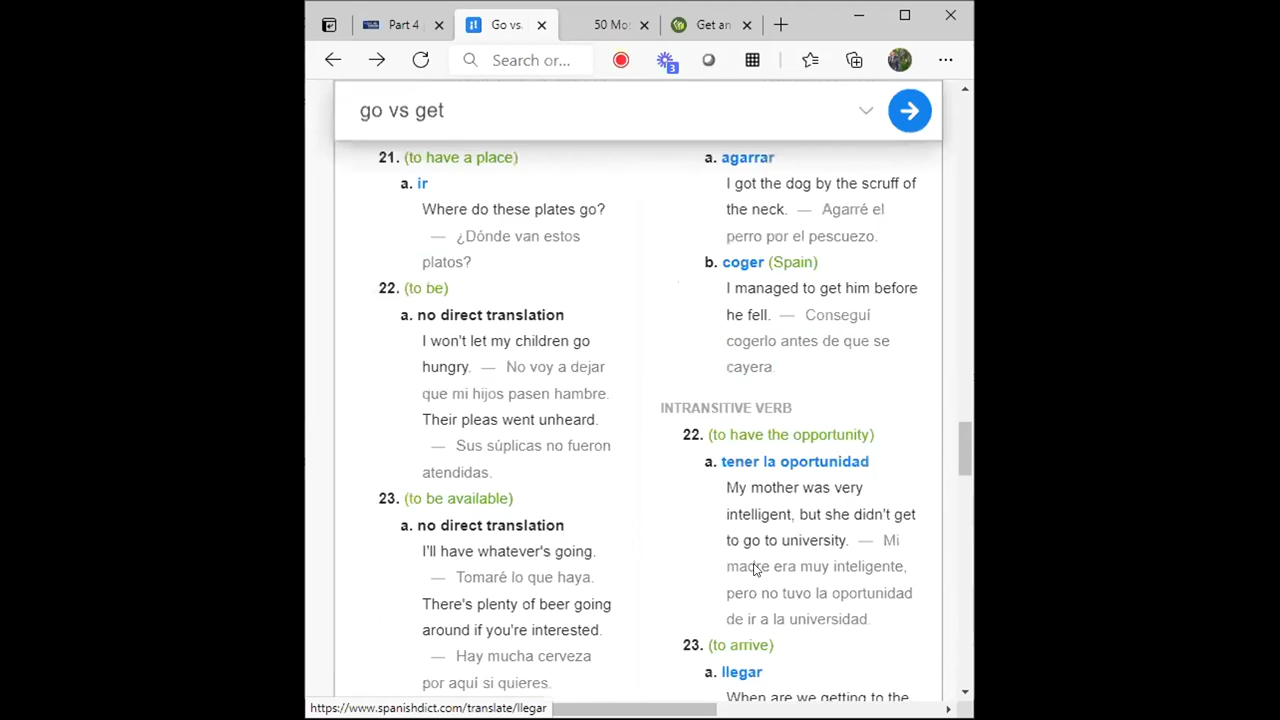 Part 4
Go vs.
50 Mo
Get an
Search or...
3
go vs get
21. (to have a place)
a. ir
Where do these plates go?
— ¿Dónde van estos
platos?
22. (to be)
a. no direct translation
I won't let my children go
hungry. — No voy a dejar
que mi hijos pasen hambre.
Their pleas went unheard.
— Sus súplicas no fueron
atendidas.
23. (to be available)
a. no direct translation
I'll have whatever's going.
— Tomaré lo que haya.
There's plenty of beer going
around if you're interested.
— Hay mucha cerveza
por aquí si quieres.
a. agarrar
I got the dog by the scruff of
the neck. — Agarré el
perro por el pescuezo.
b. coger (Spain)
I managed to get him before
he fell. — Conseguí
cogerlo antes de que se
cayera.
INTRANSITIVE VERB
22. (to have the opportunity)
a. tener la oportunidad
My mother was very
intelligent, but she didn't get
to go to university. — Mi
madre era muy inteligente,
pero no tuvo la oportunidad
de ir a la universidad.
23. (to arrive)
a. llegar
When are we getting to the
https://www.spanishdict.com/translate/llegar